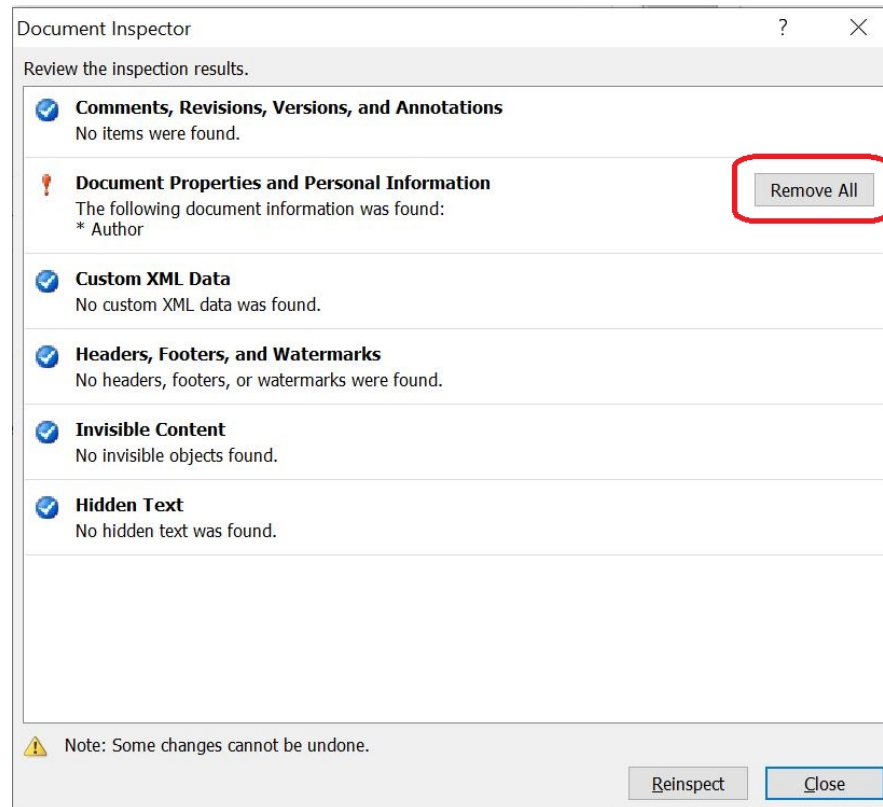 Document Inspector
Review the inspection results.
Comments, Revisions, Versions, and Annotations
No items were found.
Document Properties and Personal Information
Remove All
The following document information was found:
* Author
Custom XML Data
No custom XML data was found.
Headers, Footers, and Watermarks
No headers, footers, or watermarks were found.
Invisible Content
No invisible objects found.
Hidden Text
No hidden text was found.
Note: Some changes cannot be undone.
Reinspect Close